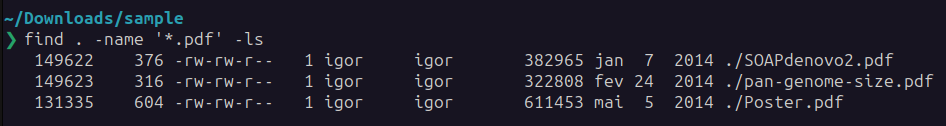 ~/Downloads/sample
❯ find . -name '*.pdf' -ls
149622 376 -rw-rw-r-- 1 igor igor 382965 jan 7 2014 ./SOAPdenovo2.pdf
149623 316 -rw-rw-r-- 1 igor igor 322808 fev 24 2014 ./pan-genome-size.pdf
131335 604 -rw-rw-r-- 1 igor igor 611453 mai 5 2014 ./Poster.pdf